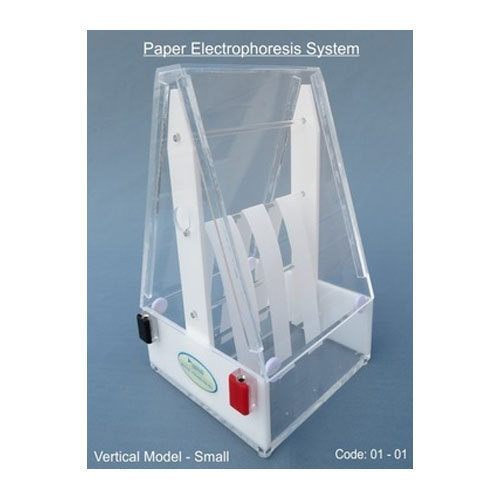 Paper Electrophoresis System
Vertical Model - Small
Code: 01 - 01